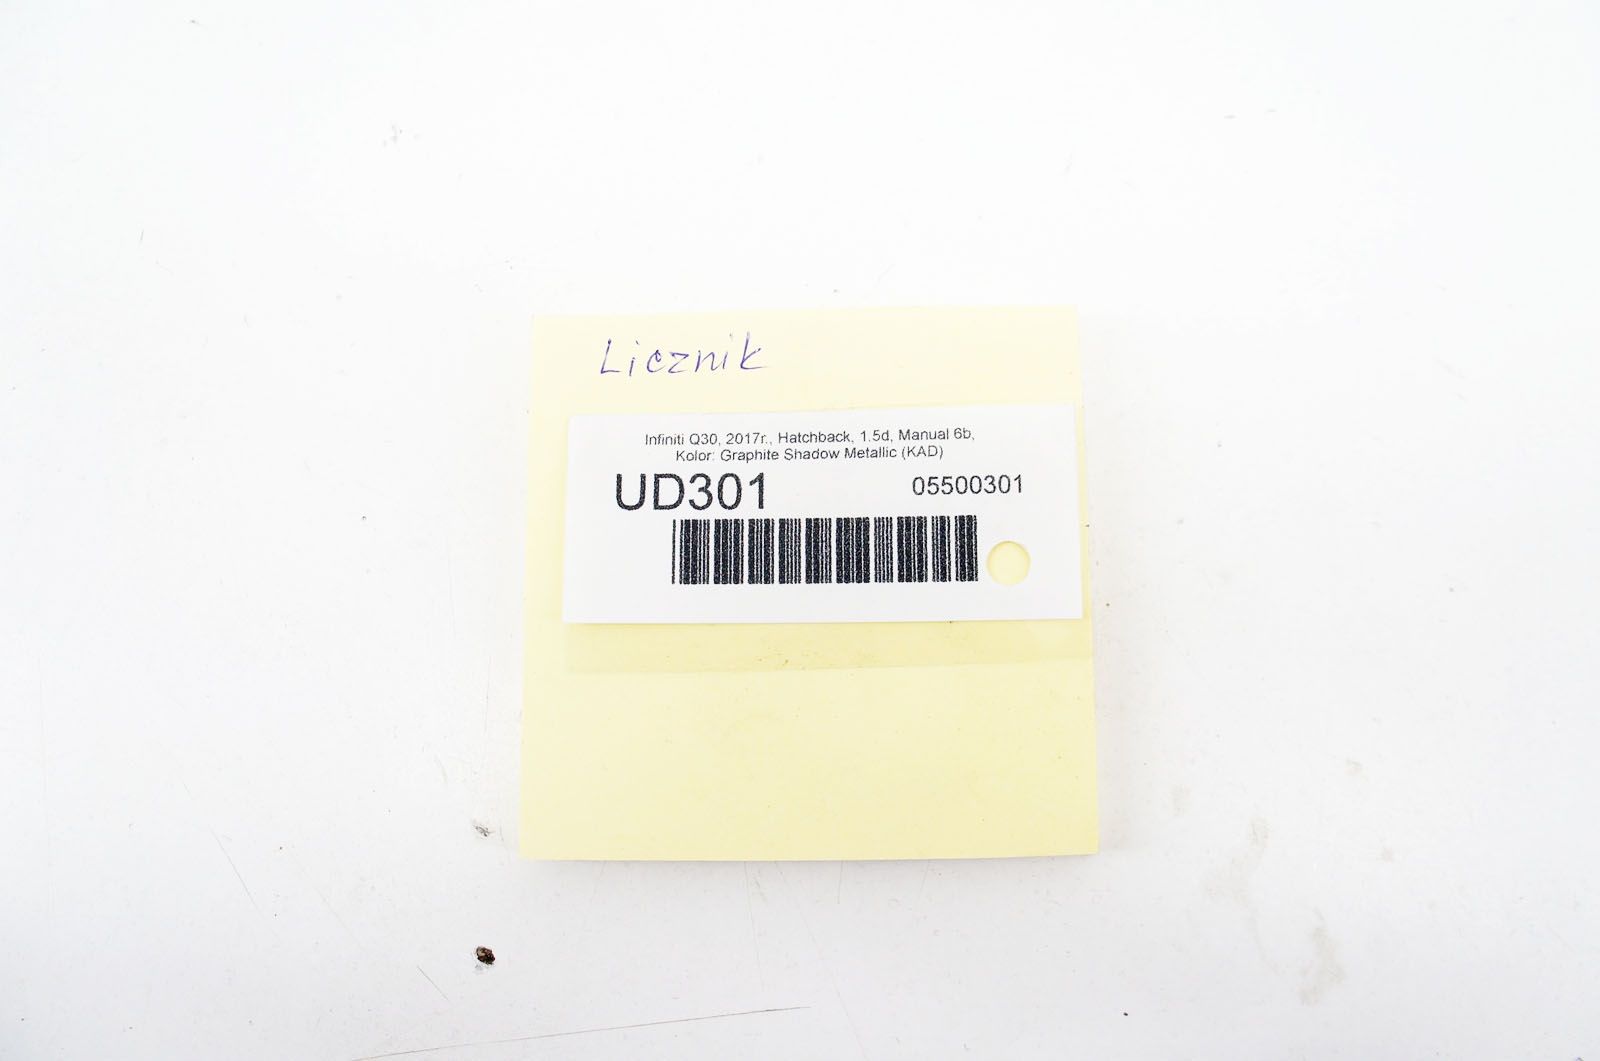 Licznik
Infiniti Q30, 2017r., Hatchback, 1.5d, Manual 6b,
Kolor: Graphite Shadow Metallic (KAD)
UD301 05500301